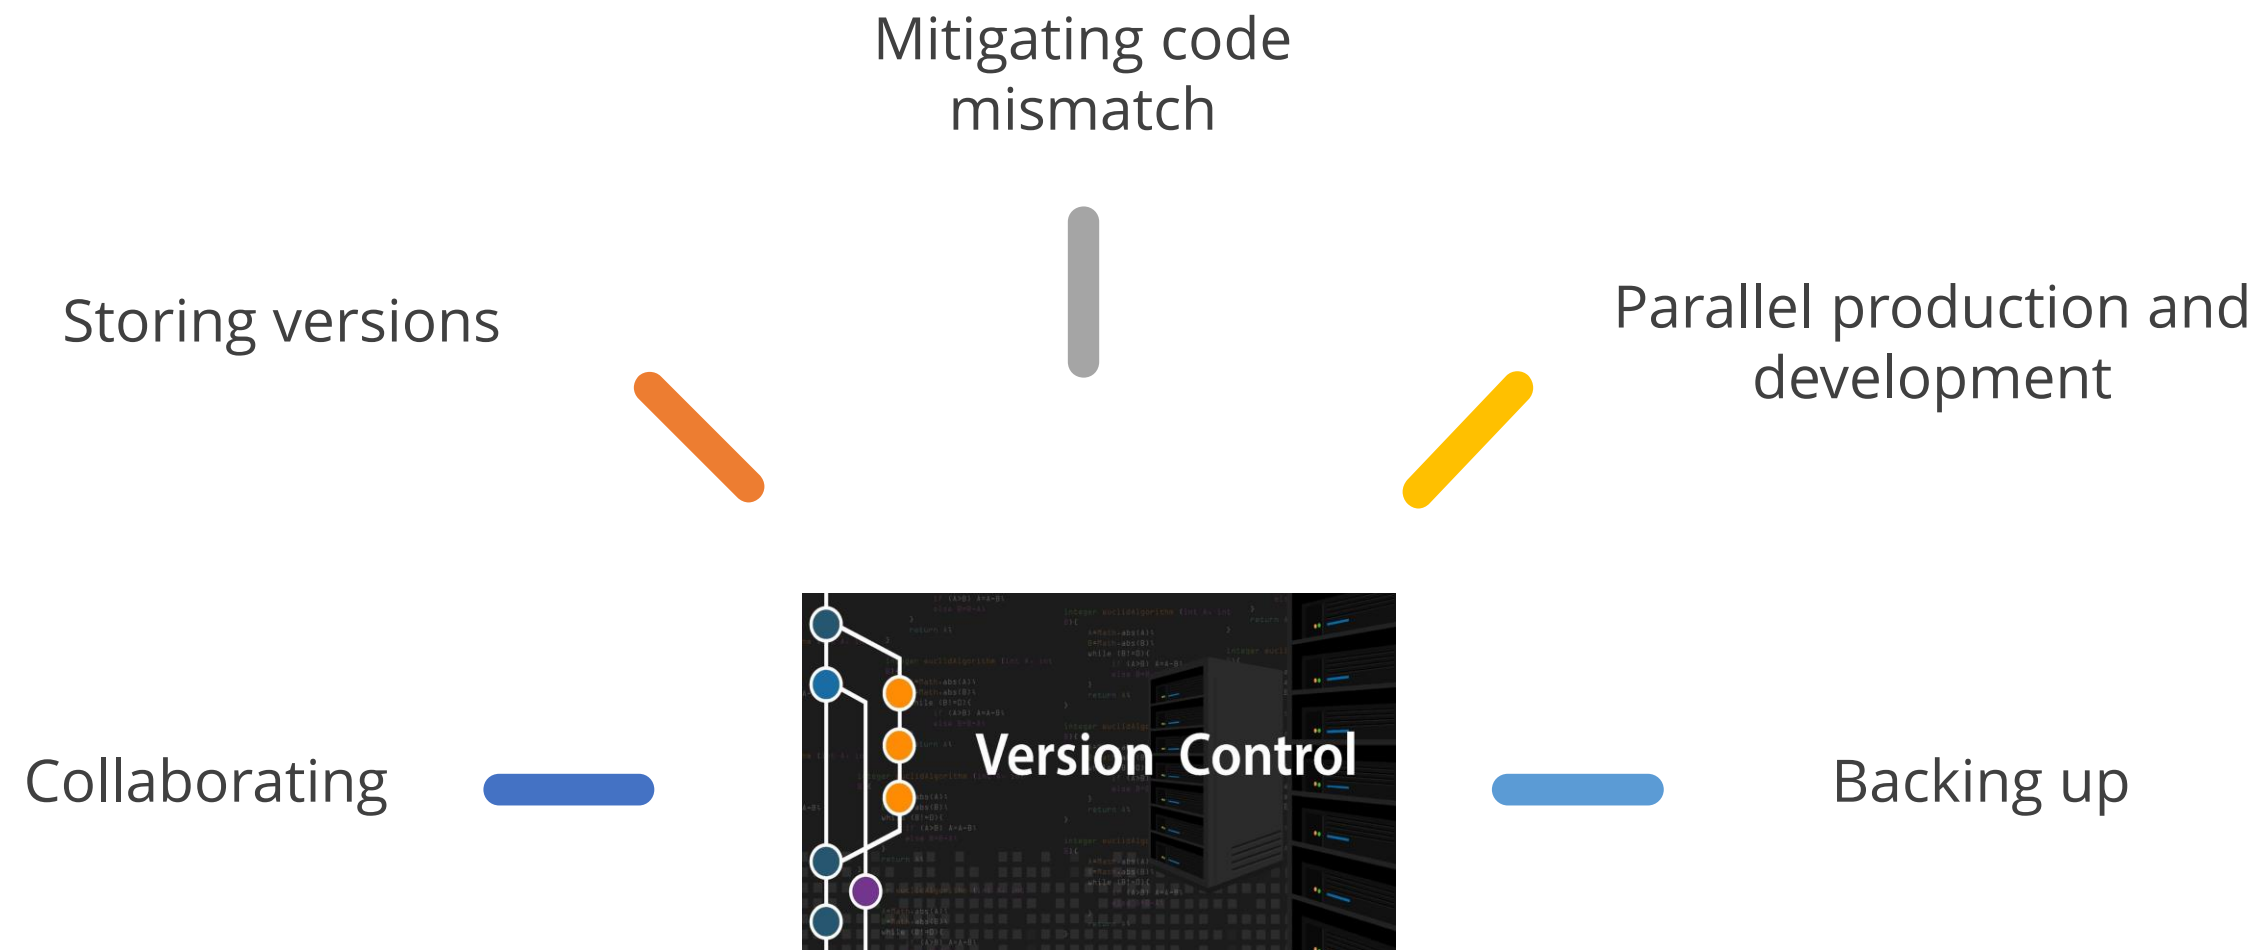 Mitigating code
mismatch
Storing versions
Parallel production and
development
Collaborating
Version Control
Backing up